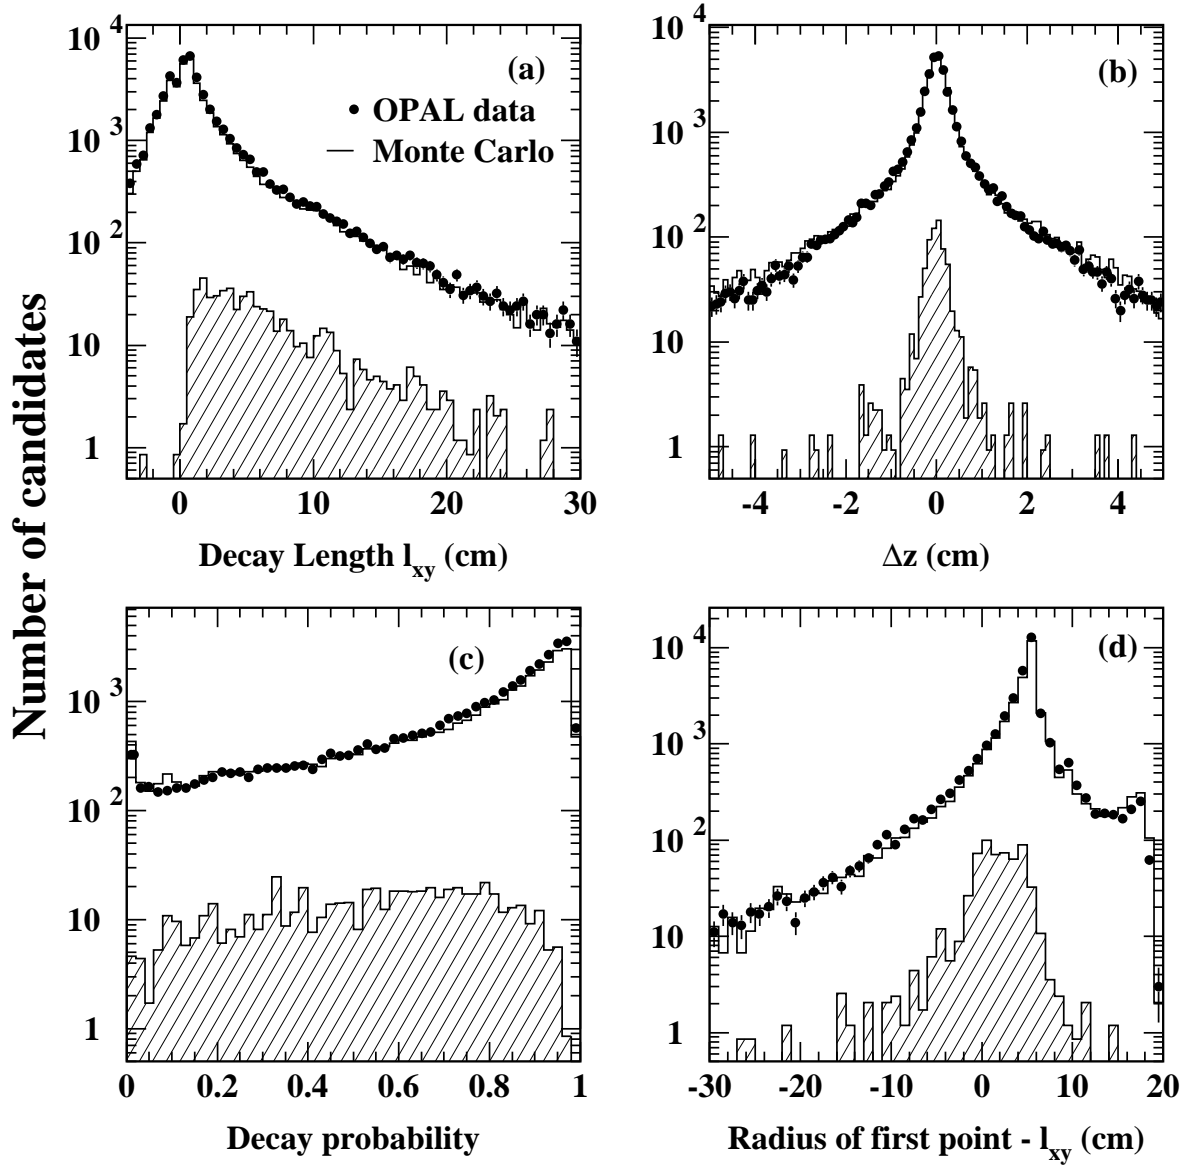 Number of candidates
(a)
OPAL data
Monte Carlo
10^4
10^3
10^2
10
1
0 10 20 30
Decay Length l_xy (cm)
(b)
10^4
10^3
10^2
10
1
-4 -2 0 2 4
Δz (cm)
(c)
10^3
10^2
10
1
0 0.2 0.4 0.6 0.8 1
Decay probability
(d)
10^4
10^3
10^2
10
1
-30 -20 -10 0 10 20
Radius of first point - l_xy (cm)